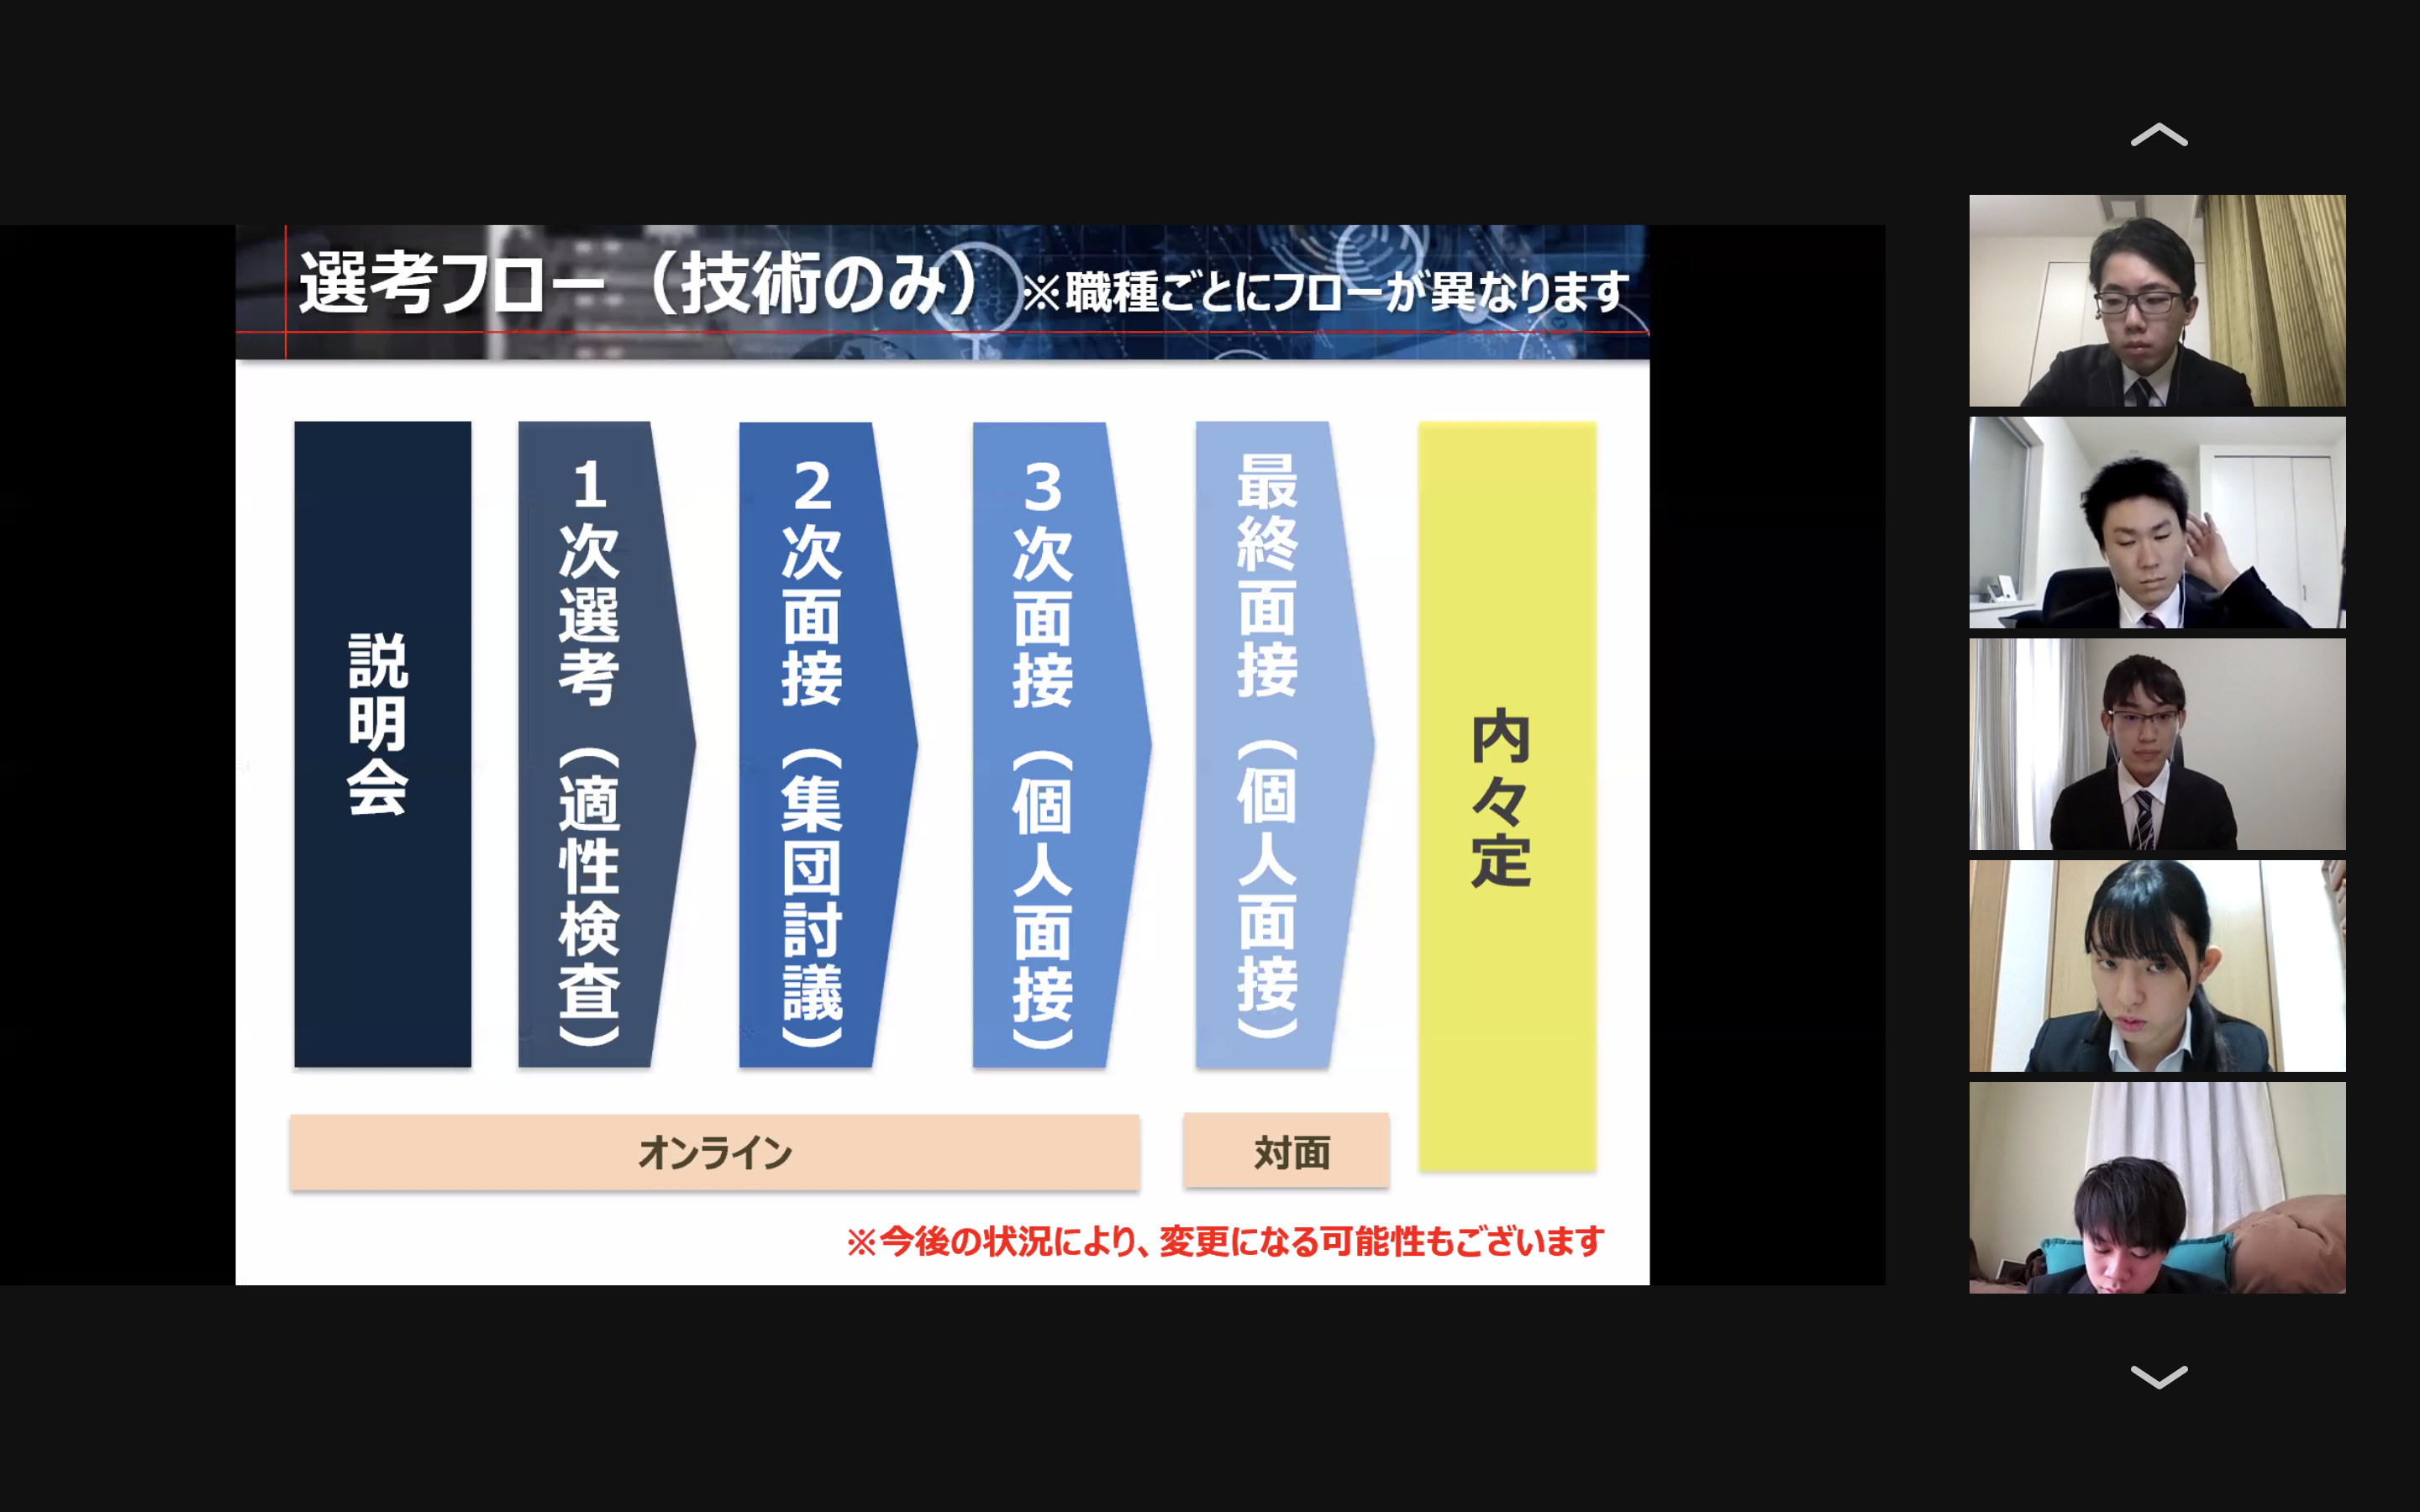 選考フロー（技術のみ）※職種ごとにフローが異なります
説明会
1次選考（適性検査）
2次面接（集団討議）
3次面接（個人面接）
最終面接（個人面接）
内々定
オンライン
対面
※今後の状況により、変更になる可能性もございます